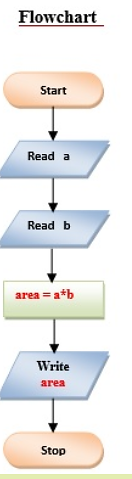 Flowchart
Start
Read a
Read b
area = a*b
Write
area
Stop